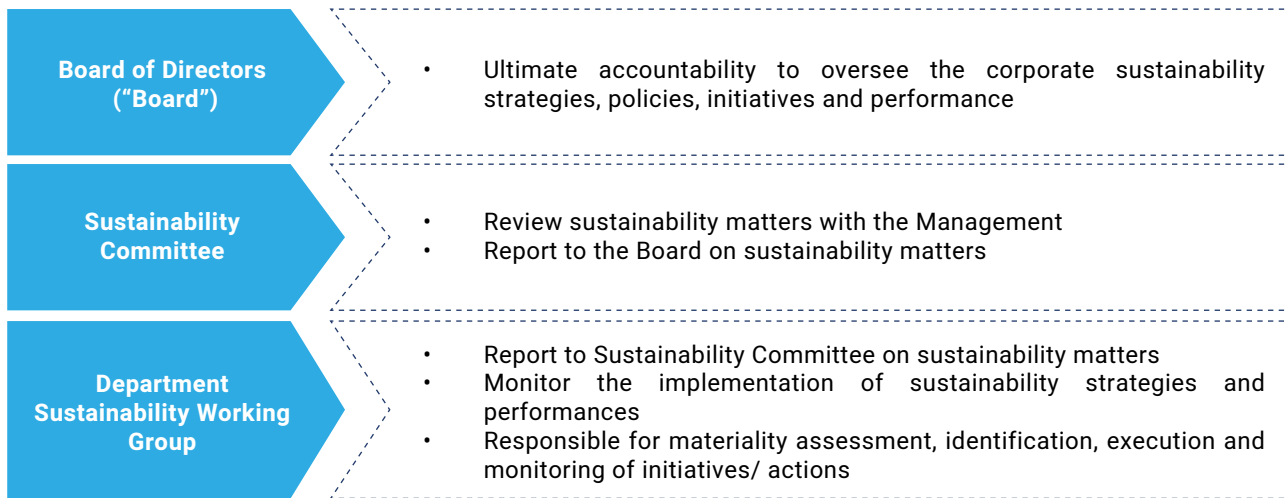 Board of Directors
(“Board”)
• Ultimate accountability to oversee the corporate sustainability
strategies, policies, initiatives and performance
Sustainability
Committee
• Review sustainability matters with the Management
• Report to the Board on sustainability matters
Department
Sustainability Working
Group
• Report to Sustainability Committee on sustainability matters
• Monitor the implementation of sustainability strategies and
performances
• Responsible for materiality assessment, identification, execution and
monitoring of initiatives/ actions